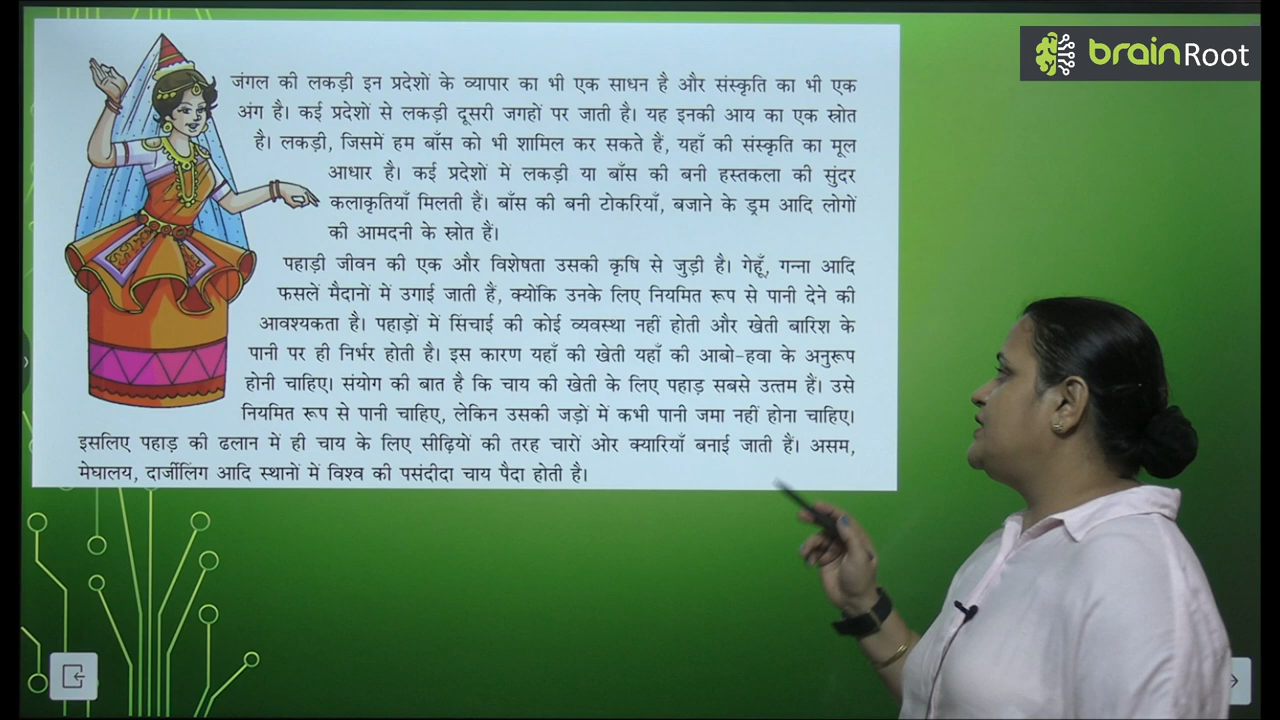 brainRoot
जंगल की लकड़ी इन प्रदेशों के व्यापार का भी एक साधन है और संस्कृति का भी एक
अंग है। कई प्रदेशों से लकड़ी दूसरी जगहों पर जाती है। यह इनकी आय का एक स्रोत
है। लकड़ी, जिसमें हम बाँस को भी शामिल कर सकते हैं, यहाँ की संस्कृति का मूल
आधार है। कई प्रदेशों में लकड़ी या बाँस की बनी हस्तकला की सुंदर
कलाकृतियाँ मिलती हैं। बाँस की बनी टोकरियाँ, बजाने के ड्रम आदि लोगों
की आमदनी के स्रोत हैं।
पहाड़ी जीवन की एक और विशेषता उसकी कृषि से जुड़ी है। गेहूँ, गन्ना आदि
फसलें मैदानों में उगाई जाती हैं, क्योंकि उनके लिए नियमित रूप से पानी देने की
आवश्यकता है। पहाड़ों में सिंचाई की कोई व्यवस्था नहीं होती और खेती बारिश के
पानी पर ही निर्भर होती है। इस कारण यहाँ की खेती यहाँ की आबो-हवा के अनुरूप
होनी चाहिए। संयोग की बात है कि चाय की खेती के लिए पहाड़ सबसे उत्तम हैं। उसे
नियमित रूप से पानी चाहिए, लेकिन उसकी जड़ों में कभी पानी जमा नहीं होना चाहिए।
इसलिए पहाड़ की ढलान में ही चाय के लिए सीढ़ियों की तरह चारों ओर क्यारियाँ बनाई जाती हैं। असम,
मेघालय, दार्जीलिंग आदि स्थानों में विश्व की पसंदीदा चाय पैदा होती है।